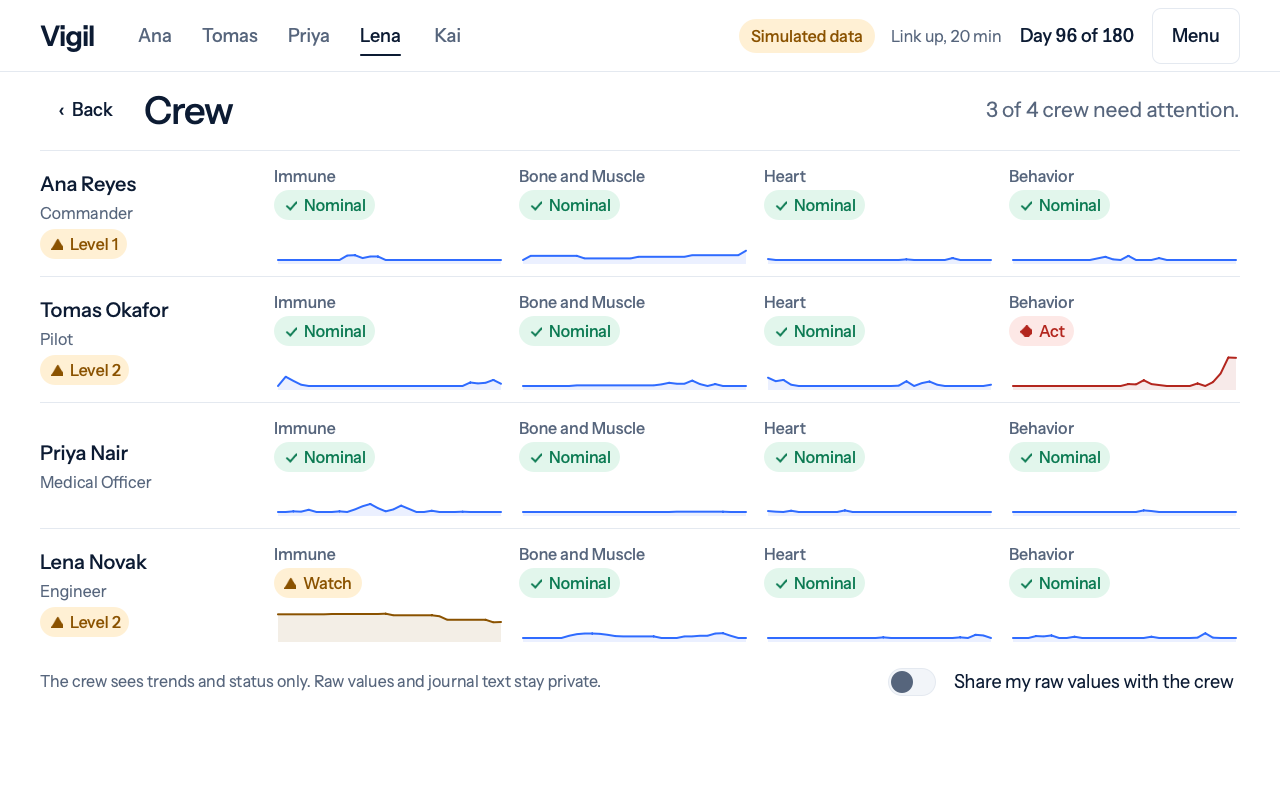 Vigil Ana Tomas Priya Lena Kai Simulated data Link up, 20 min Day 96 of 180 Menu
‹ Back Crew 3 of 4 crew need attention.
Ana Reyes
Commander
Level 1
Immune
Nominal
Bone and Muscle
Nominal
Heart
Nominal
Behavior
Nominal
Tomas Okafor
Pilot
Level 2
Immune
Nominal
Bone and Muscle
Nominal
Heart
Nominal
Behavior
Act
Priya Nair
Medical Officer
Immune
Nominal
Bone and Muscle
Nominal
Heart
Nominal
Behavior
Nominal
Lena Novak
Engineer
Level 2
Immune
Watch
Bone and Muscle
Nominal
Heart
Nominal
Behavior
Nominal
The crew sees trends and status only. Raw values and journal text stay private.
Share my raw values with the crew